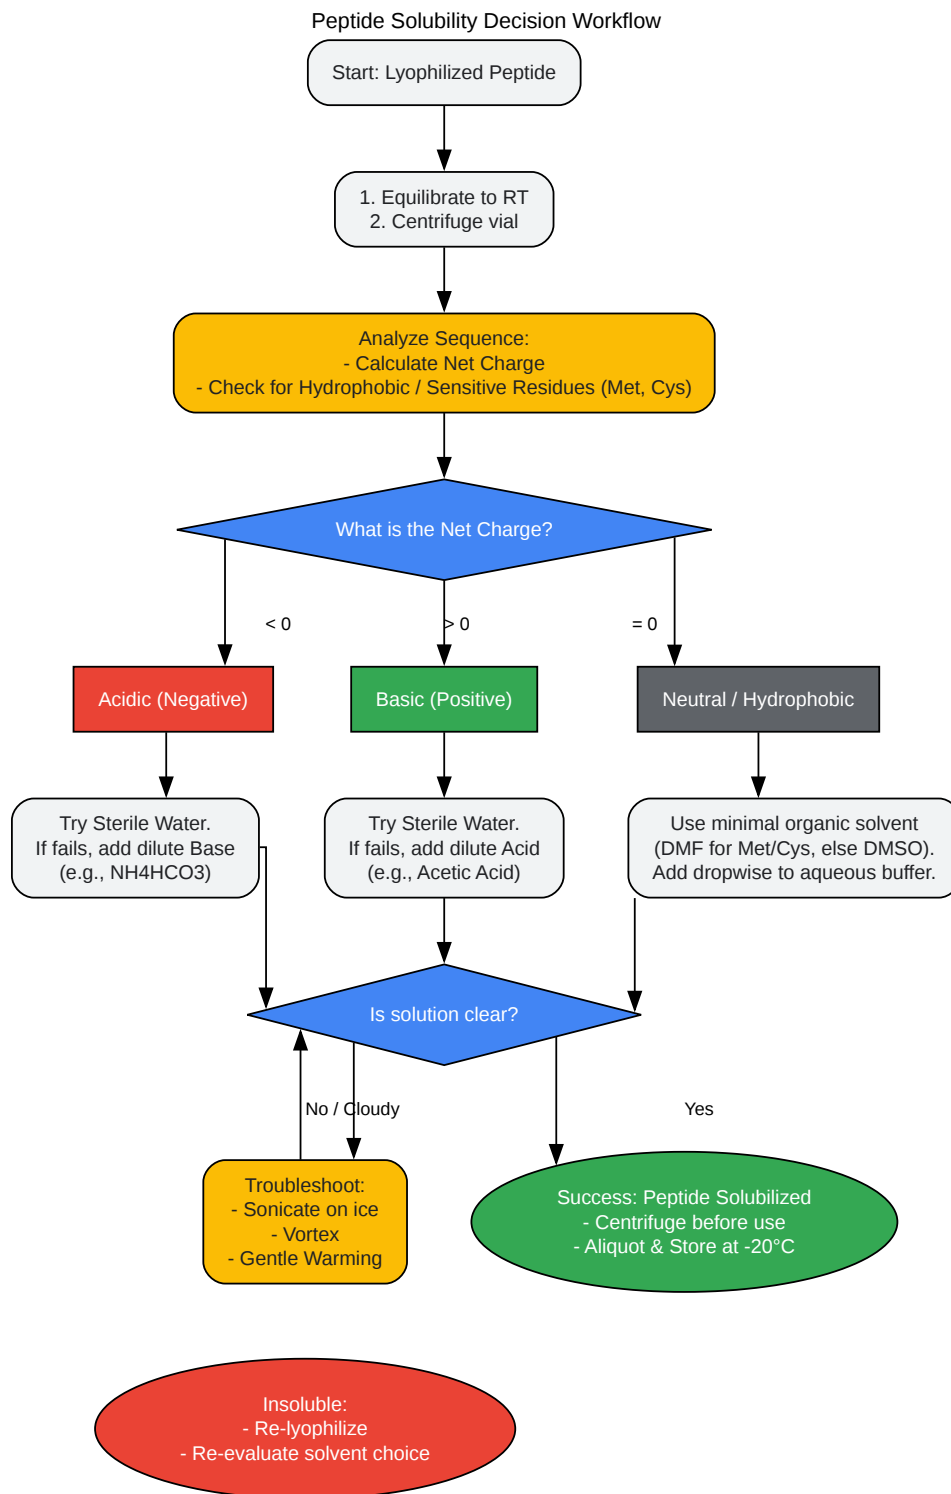 Peptide Solubility Decision Workflow
Start: Lyophilized Peptide
1. Equilibrate to RT
2. Centrifuge vial
Analyze Sequence:
- Calculate Net Charge
- Check for Hydrophobic / Sensitive Residues (Met, Cys)
What is the Net Charge?
< 0
> 0
= 0
Acidic (Negative)
Basic (Positive)
Neutral / Hydrophobic
Try Sterile Water.
If fails, add dilute Base
(e.g., NH4HCO3)
Try Sterile Water.
If fails, add dilute Acid
(e.g., Acetic Acid)
Use minimal organic solvent
(DMF for Met/Cys, else DMSO).
Add dropwise to aqueous buffer.
Is solution clear?
No / Cloudy
Yes
Troubleshoot:
- Sonicate on ice
- Vortex
- Gentle Warming
Success: Peptide Solubilized
- Centrifuge before use
- Aliquot & Store at -20°C
Insoluble:
- Re-lyophilize
- Re-evaluate solvent choice